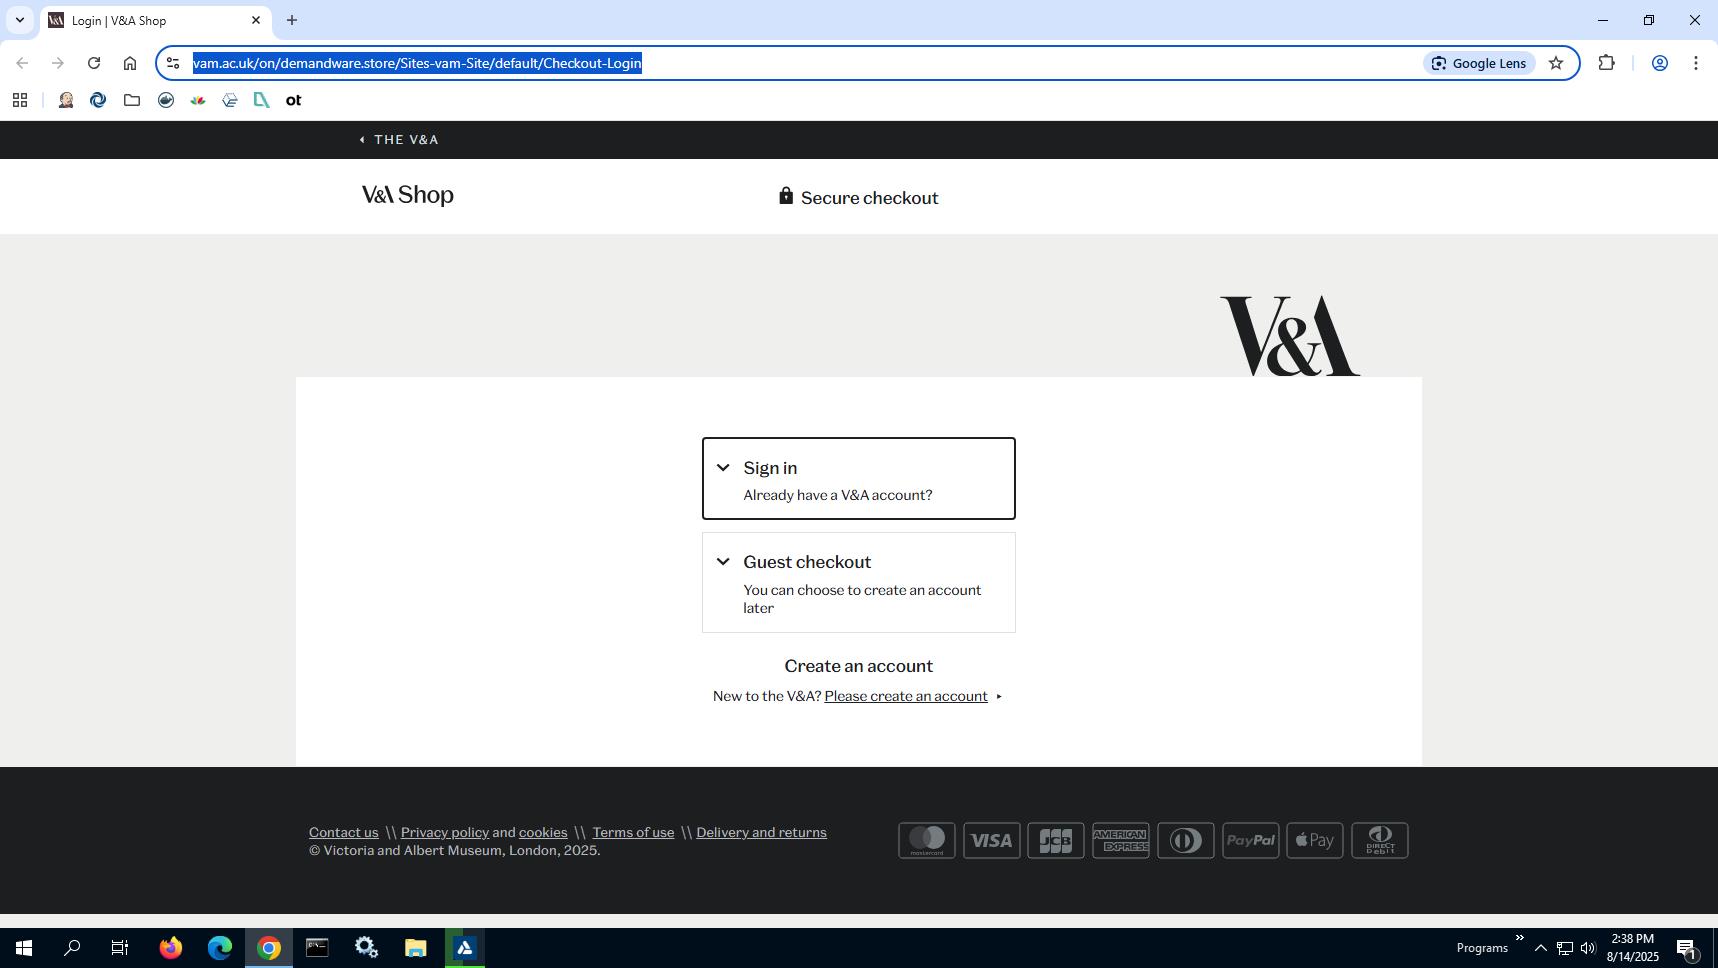 Login | V&A Shop
vam.ac.uk/on/demandware.store/Sites-vam-Site/default/Checkout-Login
Google Lens
ot
THE V&A
V&A Shop
Secure checkout
V&A
Sign in
Already have a V&A account?
Guest checkout
You can choose to create an account
later
Create an account
New to the V&A? Please create an account
Contact us \\ Privacy policy and cookies \\ Terms of use \\ Delivery and returns
© Victoria and Albert Museum, London, 2025.
mastercard
VISA
JCB
AMERICAN
EXPRESS
PayPal
Pay
DIRECT
Debit
Programs
2:38 PM
8/14/2025
1